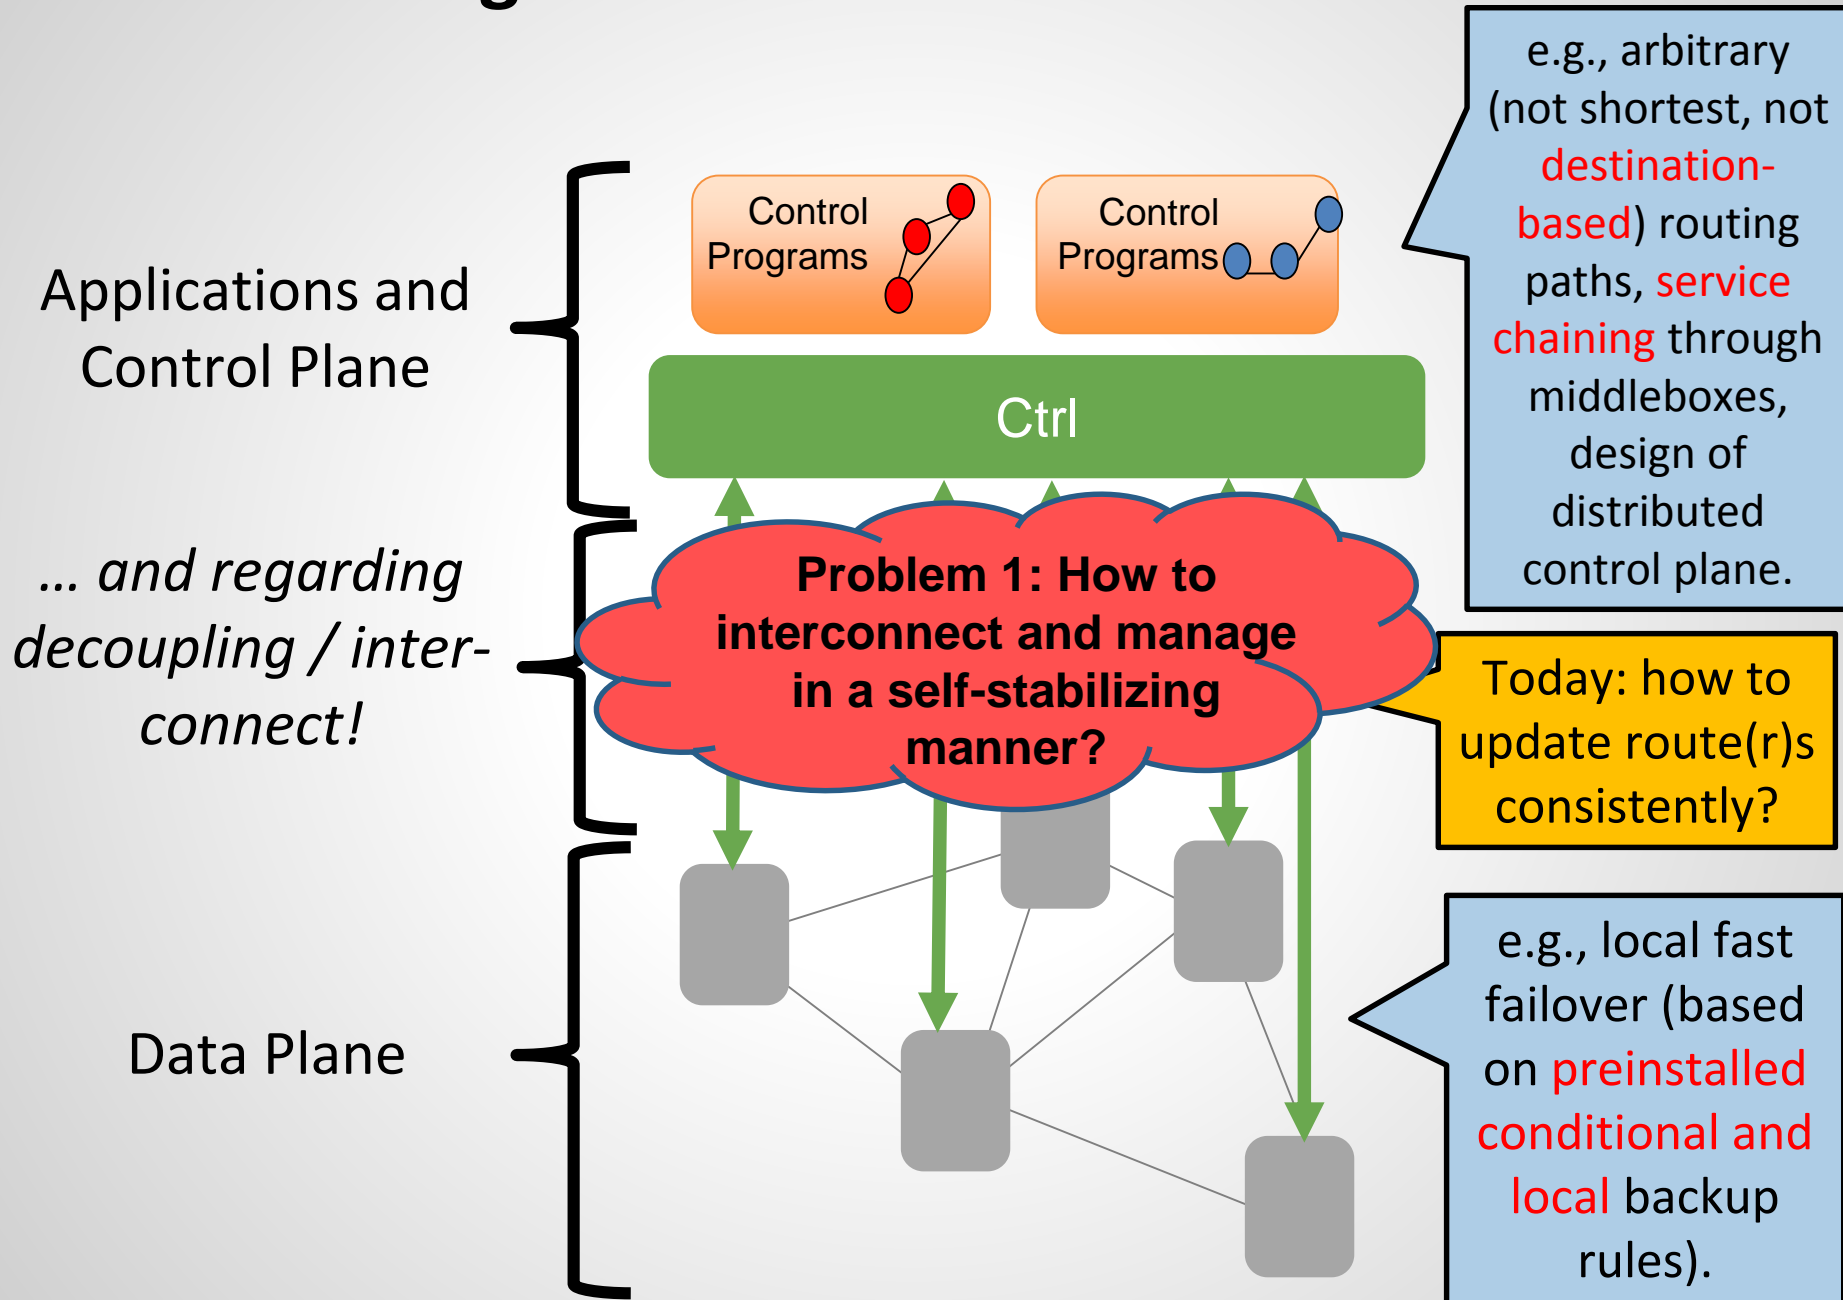 Applications and
Control Plane
… and regarding
decoupling / inter-
connect!
Data Plane
Control
Programs
Control
Programs
Ctrl
Problem 1: How to
interconnect and manage
in a self-stabilizing
manner?
e.g., arbitrary
(not shortest, not
destination-
based) routing
paths, service
chaining through
middleboxes,
design of
distributed
control plane.
Today: how to
update route(r)s
consistently?
e.g., local fast
failover (based
on preinstalled
conditional and
local backup
rules).